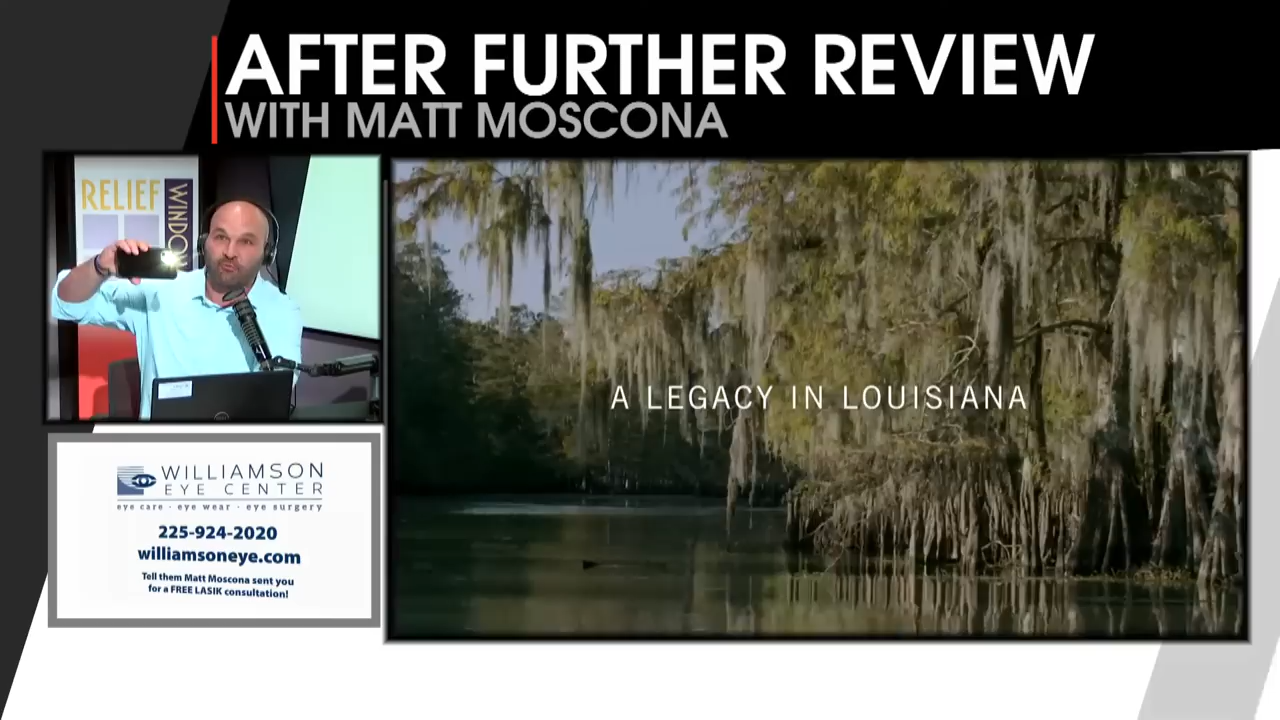 AFTER FURTHER REVIEW
WITH MATT MOSCONA
RELIEF
WINDOW
A LEGACY IN LOUISIANA
WILLIAMSON
EYE CENTER
eye care · eye wear · eye surgery
225-924-2020
williamsoneye.com
Tell them Matt Moscona sent you
for a FREE LASIK consultation!